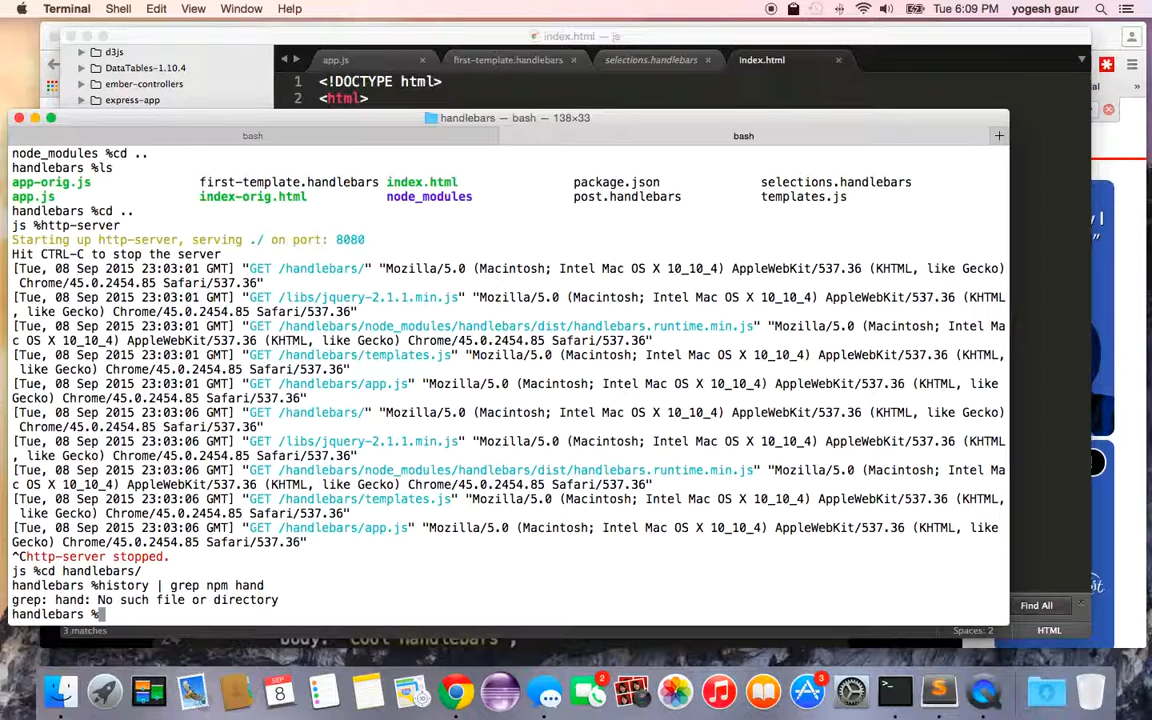 Terminal Shell Edit View Window Help
Tue 6:09 PM yogesh gaur
index.html — js
d3js
DataTables-1.10.4
ember-controllers
express-app
app.js
first-template.handlebars
selections.handlebars
index.html
1 <!DOCTYPE html>
2 <html>
handlebars — bash — 138×33
bash
bash
node_modules %cd ..
handlebars %ls
app-orig.js first-template.handlebars index.html package.json selections.handlebars
app.js index-orig.html node_modules post.handlebars templates.js
handlebars %cd ..
js %http-server
Starting up http-server, serving ./ on port: 8080
Hit CTRL-C to stop the server
[Tue, 08 Sep 2015 23:03:01 GMT] "GET /handlebars/" "Mozilla/5.0 (Macintosh; Intel Mac OS X 10_10_4) AppleWebKit/537.36 (KHTML, like Gecko)
Chrome/45.0.2454.85 Safari/537.36"
[Tue, 08 Sep 2015 23:03:01 GMT] "GET /libs/jquery-2.1.1.min.js" "Mozilla/5.0 (Macintosh; Intel Mac OS X 10_10_4) AppleWebKit/537.36 (KHTML
, like Gecko) Chrome/45.0.2454.85 Safari/537.36"
[Tue, 08 Sep 2015 23:03:01 GMT] "GET /handlebars/node_modules/handlebars/dist/handlebars.runtime.min.js" "Mozilla/5.0 (Macintosh; Intel Ma
c OS X 10_10_4) AppleWebKit/537.36 (KHTML, like Gecko) Chrome/45.0.2454.85 Safari/537.36"
[Tue, 08 Sep 2015 23:03:01 GMT] "GET /handlebars/templates.js" "Mozilla/5.0 (Macintosh; Intel Mac OS X 10_10_4) AppleWebKit/537.36 (KHTML,
like Gecko) Chrome/45.0.2454.85 Safari/537.36"
[Tue, 08 Sep 2015 23:03:01 GMT] "GET /handlebars/app.js" "Mozilla/5.0 (Macintosh; Intel Mac OS X 10_10_4) AppleWebKit/537.36 (KHTML, like
Gecko) Chrome/45.0.2454.85 Safari/537.36"
[Tue, 08 Sep 2015 23:03:06 GMT] "GET /handlebars/" "Mozilla/5.0 (Macintosh; Intel Mac OS X 10_10_4) AppleWebKit/537.36 (KHTML, like Gecko)
Chrome/45.0.2454.85 Safari/537.36"
[Tue, 08 Sep 2015 23:03:06 GMT] "GET /libs/jquery-2.1.1.min.js" "Mozilla/5.0 (Macintosh; Intel Mac OS X 10_10_4) AppleWebKit/537.36 (KHTML
, like Gecko) Chrome/45.0.2454.85 Safari/537.36"
[Tue, 08 Sep 2015 23:03:06 GMT] "GET /handlebars/node_modules/handlebars/dist/handlebars.runtime.min.js" "Mozilla/5.0 (Macintosh; Intel Ma
c OS X 10_10_4) AppleWebKit/537.36 (KHTML, like Gecko) Chrome/45.0.2454.85 Safari/537.36"
[Tue, 08 Sep 2015 23:03:06 GMT] "GET /handlebars/templates.js" "Mozilla/5.0 (Macintosh; Intel Mac OS X 10_10_4) AppleWebKit/537.36 (KHTML,
like Gecko) Chrome/45.0.2454.85 Safari/537.36"
[Tue, 08 Sep 2015 23:03:06 GMT] "GET /handlebars/app.js" "Mozilla/5.0 (Macintosh; Intel Mac OS X 10_10_4) AppleWebKit/537.36 (KHTML, like
Gecko) Chrome/45.0.2454.85 Safari/537.36"
^Chttp-server stopped.
js %cd handlebars/
handlebars %history | grep npm hand
grep: hand: No such file or directory
handlebars %
Find All
3 matches
Spaces: 2
HTML
SEP
8
2
3